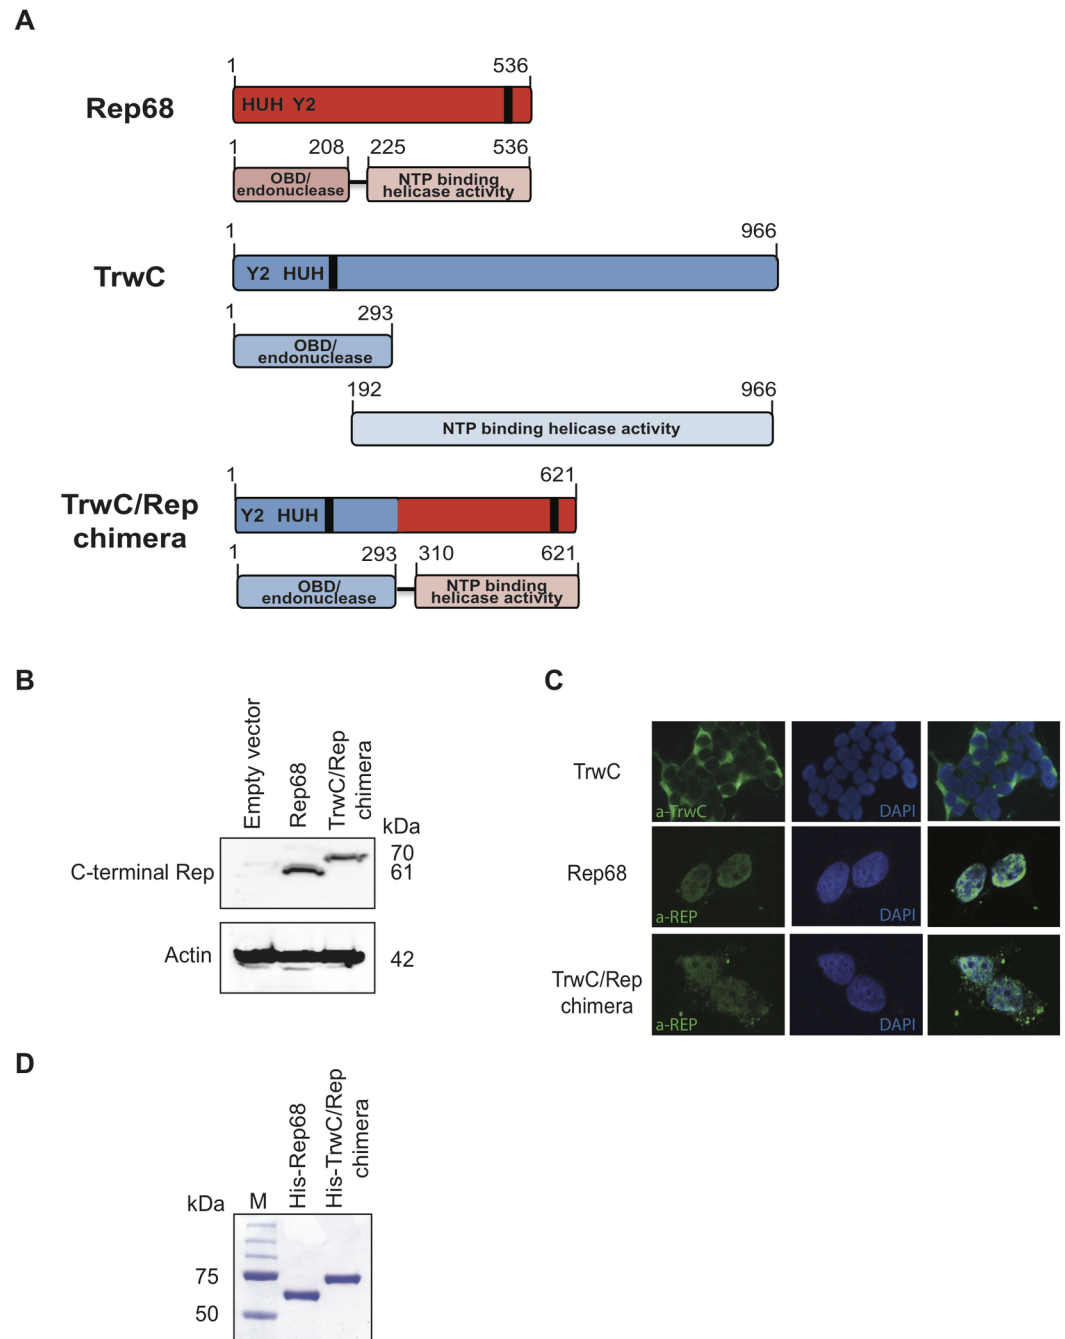 A
1 536
Rep68
HUH Y2
1 208 225 536
OBD/
endonuclease
NTP binding
helicase activity
1 966
TrwC
Y2 HUH
1 293
OBD/
endonuclease
192 966
NTP binding helicase activity
1 621
TrwC/Rep
chimera
Y2 HUH
1 293 310 621
OBD/
endonuclease
NTP binding
helicase activity
B
Empty vector
Rep68
TrwC/Rep
chimera
kDa
C-terminal Rep
70
61
Actin
42
C
TrwC
a-TrwC
DAPI
Rep68
a-REP
DAPI
TrwC/Rep
chimera
a-REP
DAPI
D
His-Rep68
His-TrwC/Rep
chimera
kDa M
75
50